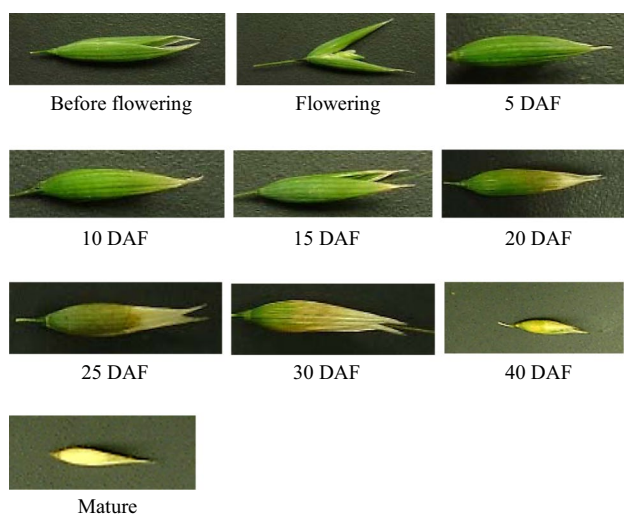 Before flowering
Flowering
5 DAF
10 DAF
15 DAF
20 DAF
25 DAF
30 DAF
40 DAF
Mature